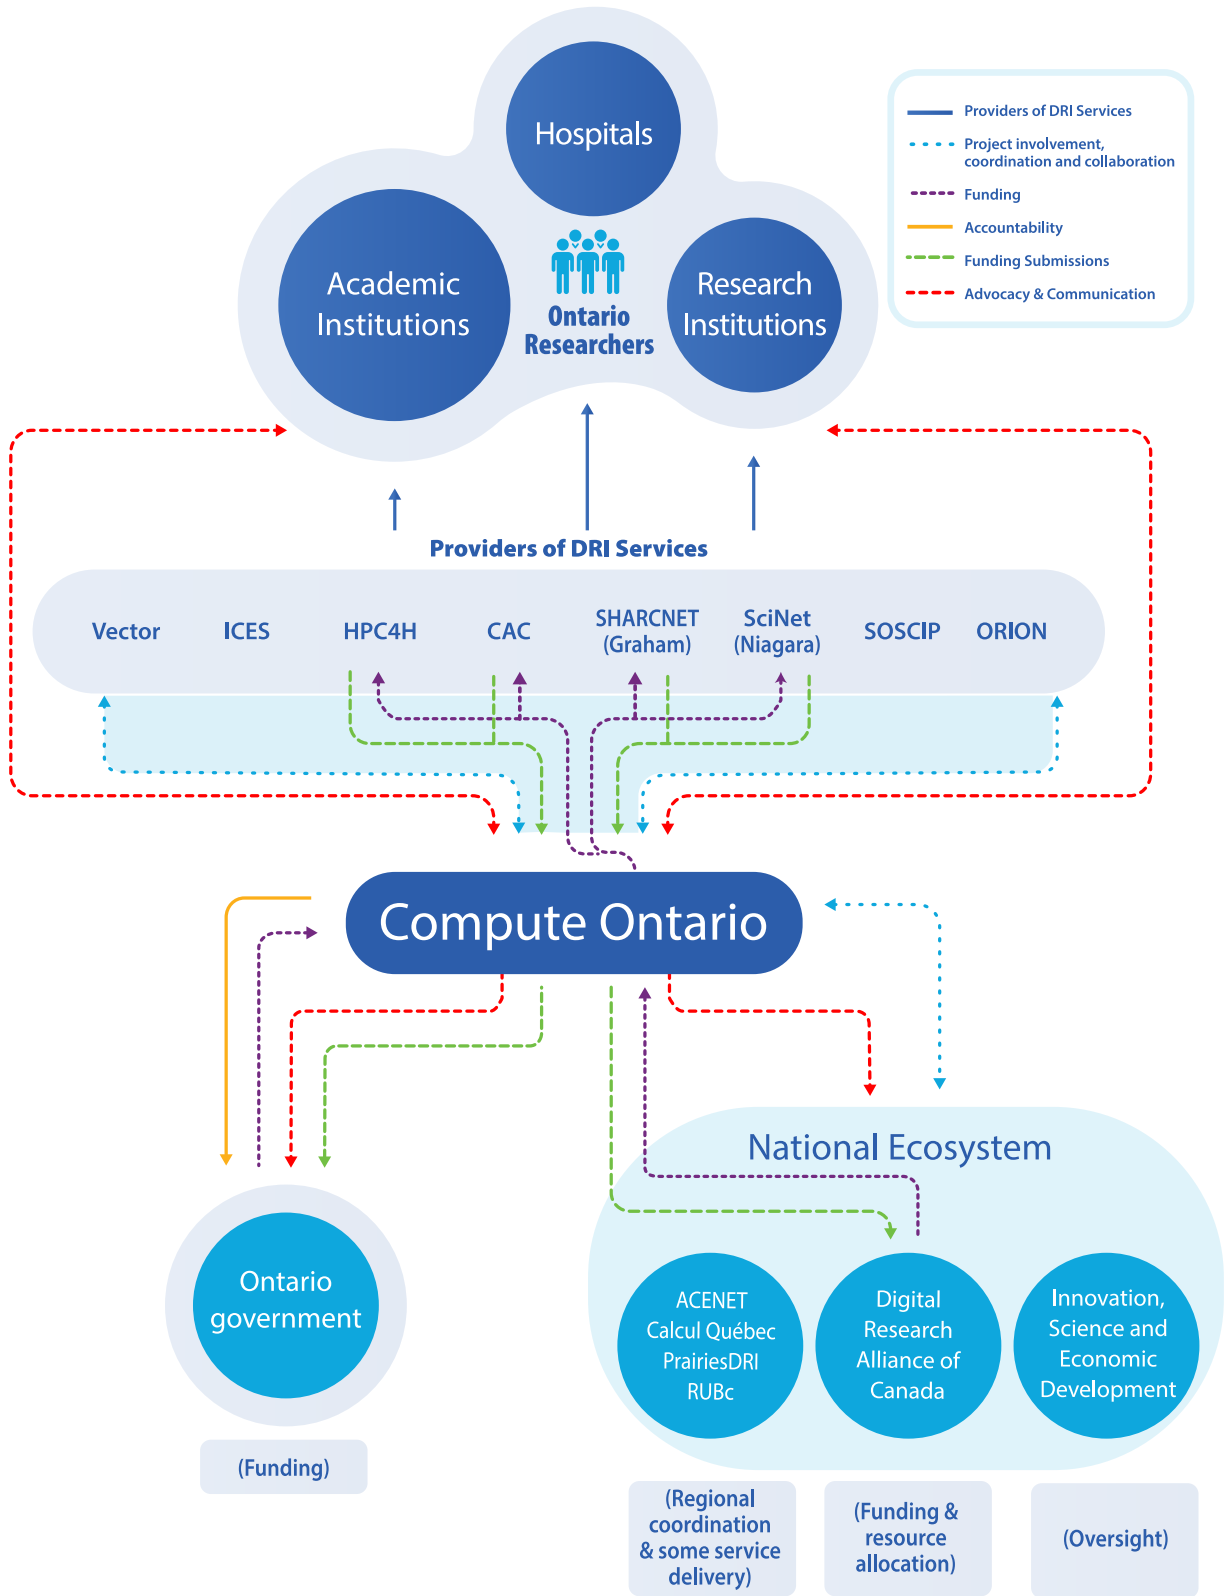 Hospitals
Academic
Institutions
Research
Institutions
Ontario
Researchers
Providers of DRI Services
Project involvement,
coordination and collaboration
Funding
Accountability
Funding Submissions
Advocacy & Communication
Providers of DRI Services
Vector
ICES
HPC4H
CAC
SHARCNET
(Graham)
SciNet
(Niagara)
SOSCIP
ORION
Compute Ontario
National Ecosystem
Ontario
government
(Funding)
ACENET
Calcul Québec
PrairiesDRI
RUBc
Digital
Research
Alliance of
Canada
Innovation,
Science and
Economic
Development
(Regional
coordination
& some service
delivery)
(Funding &
resource
allocation)
(Oversight)